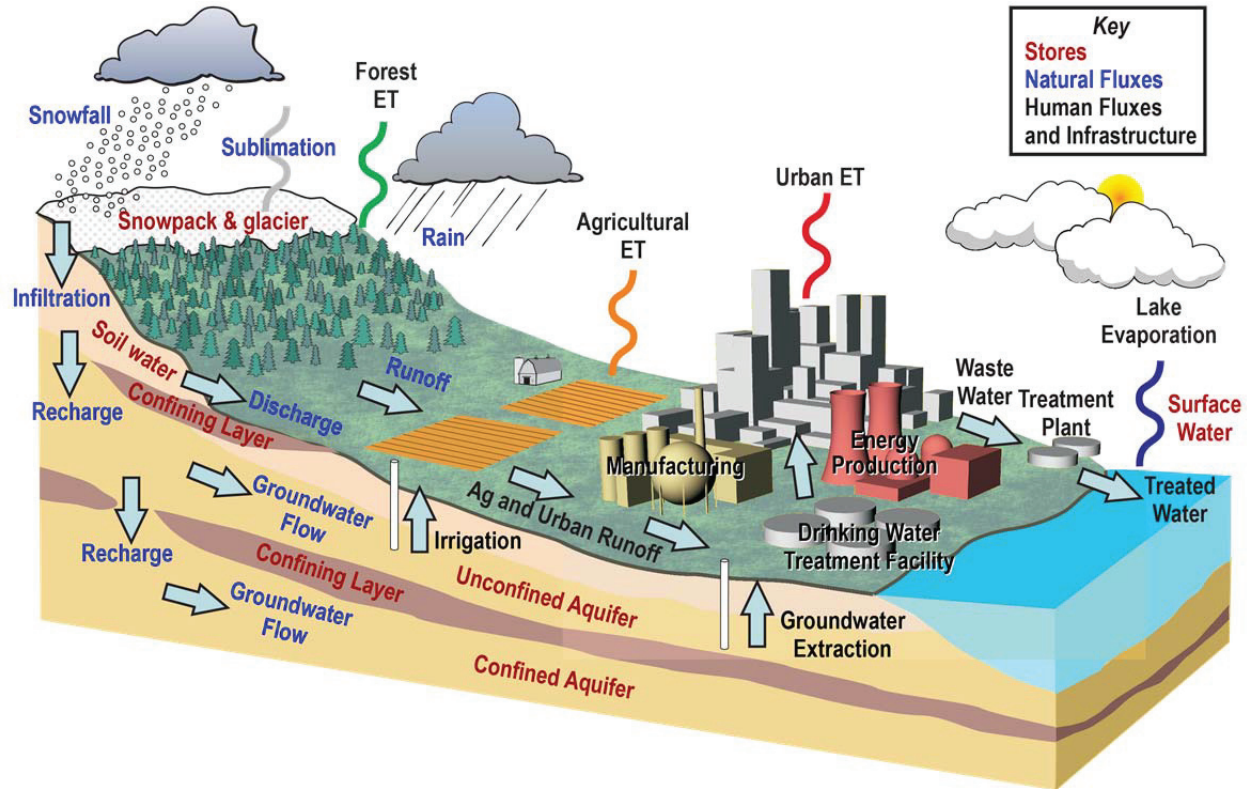 Key
Stores
Natural Fluxes
Human Fluxes
and Infrastructure
Snowfall
Sublimation
Forest
ET
Snowpack & glacier
Rain
Agricultural
ET
Urban ET
Lake
Evaporation
Infiltration
Soil water
Runoff
Recharge
Confining Layer
Discharge
Waste
Water
Treatment
Plant
Surface
Water
Manufacturing
Energy
Production
Treated
Water
Groundwater
Flow
Ag and Urban Runoff
Irrigation
Drinking Water
Treatment Facility
Recharge
Confining Layer
Unconfined Aquifer
Groundwater
Flow
Groundwater
Extraction
Confined Aquifer